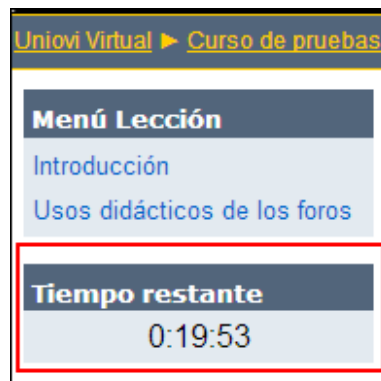 Uniovi Virtual ► Curso de pruebas
Menú Lección
Introducción
Usos didácticos de los foros
Tiempo restante
0:19:53